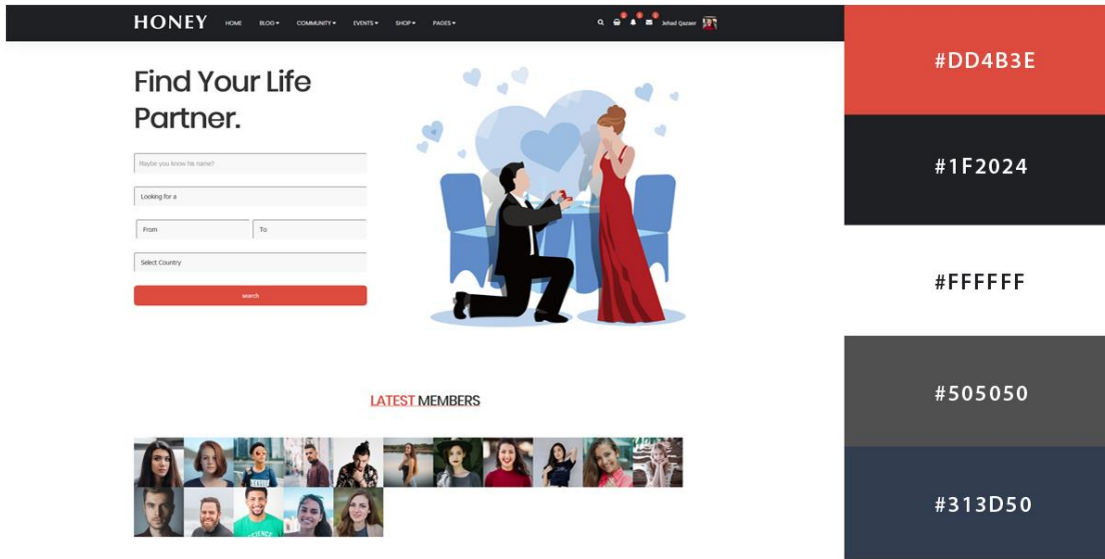 HONEY HOME BLOG COMMUNITY EVENTS SHOP PAGES Jehad Qazaer
Find Your Life
Partner.
Maybe you know his name?
Looking for a
From To
Select Country
search
LATEST MEMBERS
#DD4B3E
#1F2024
#FFFFFF
#505050
#313D50